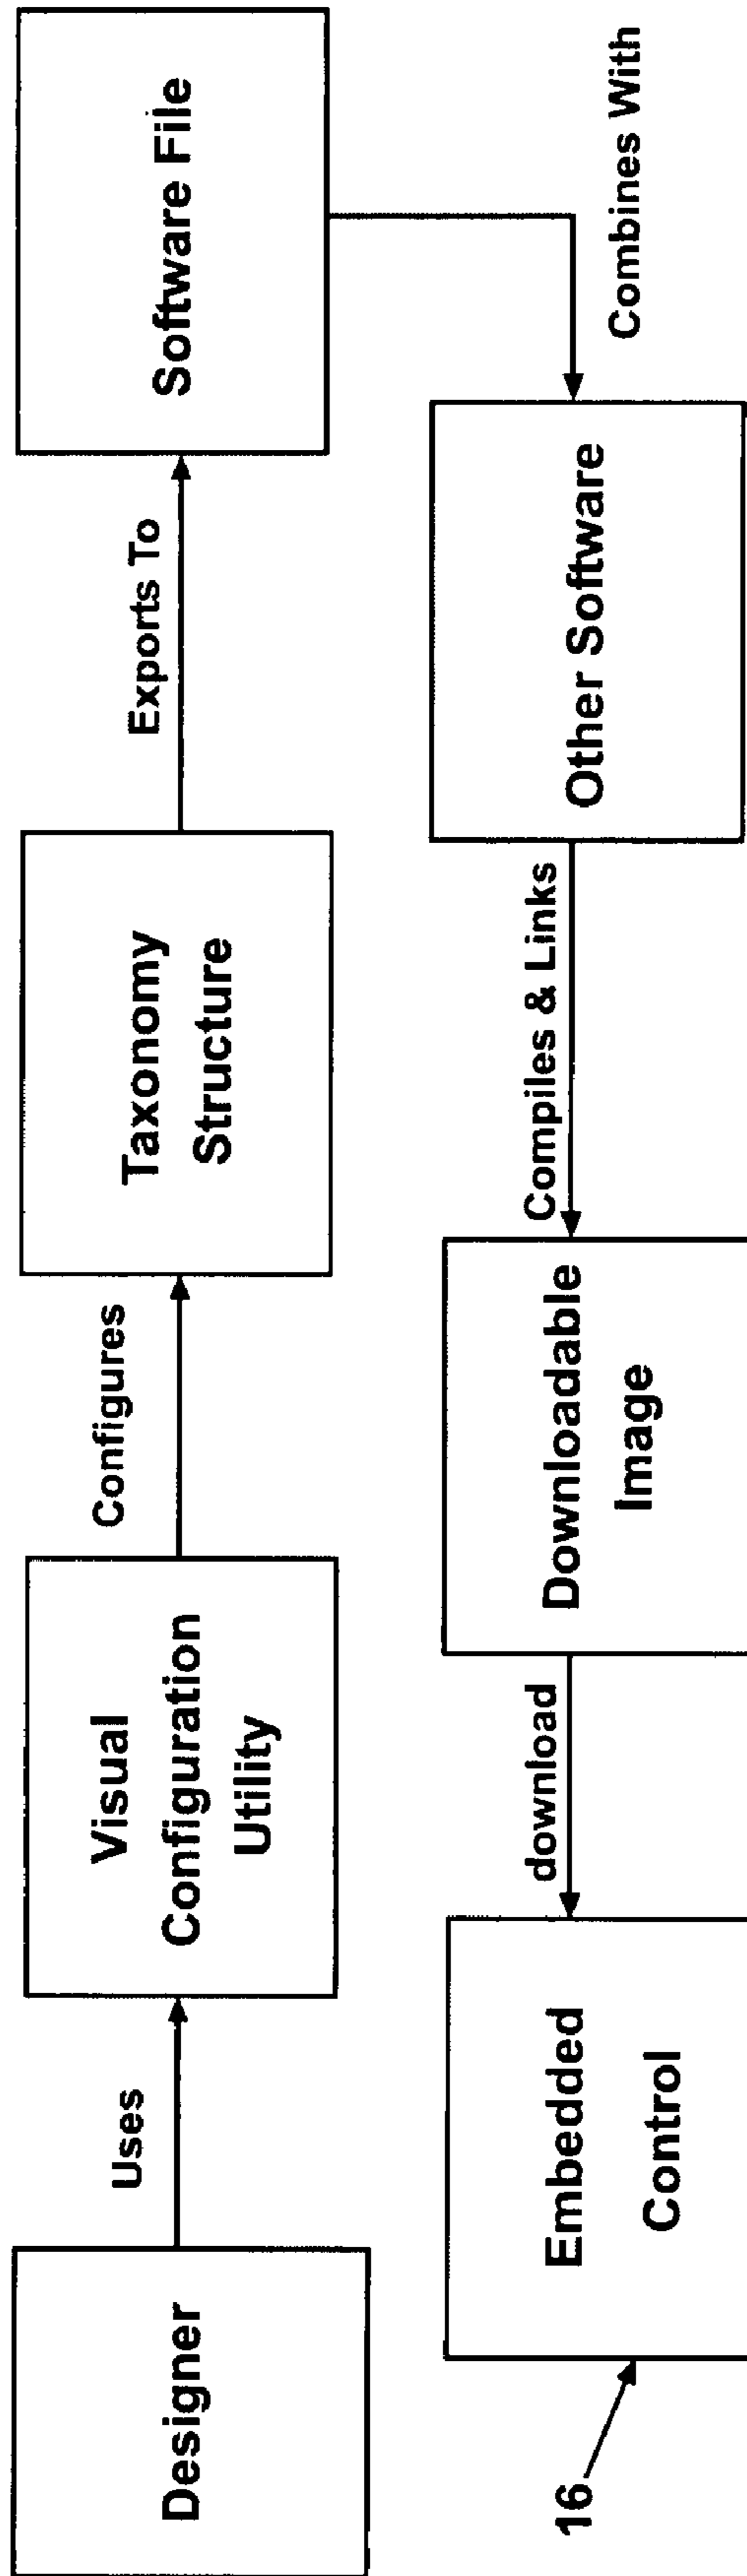 Designer
Uses
Visual
Configuration
Utility
Configures
Taxonomy
Structure
Exports To
Software File
Combines With
Other Software
Compiles & Links
Downloadable
Image
download
Embedded
Control
16